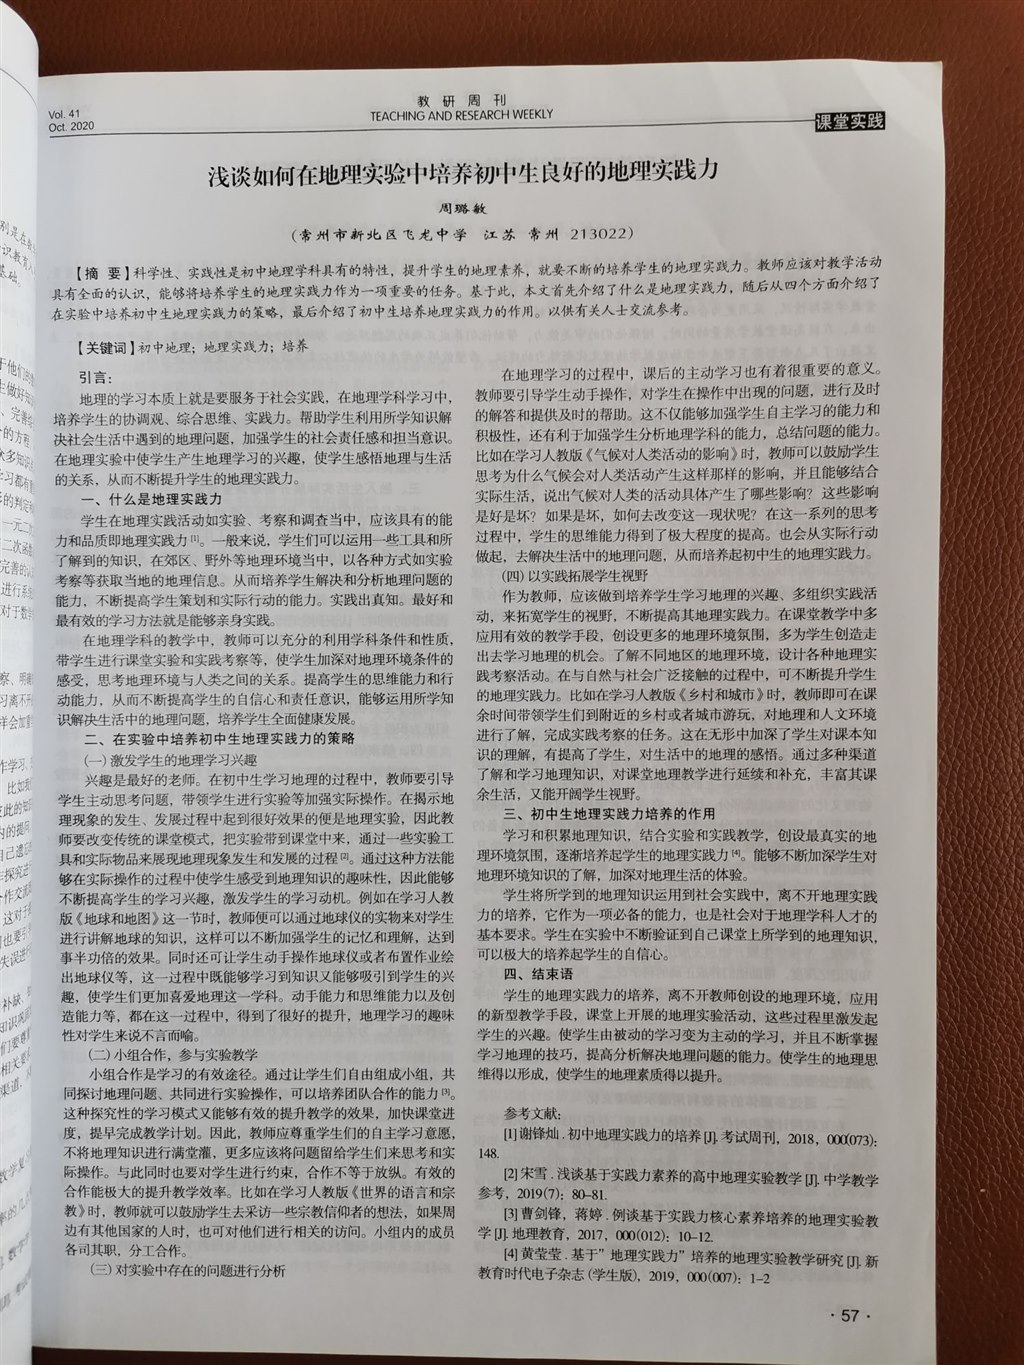 Vol. 41
Oct. 2020
教 研 周 刊
TEACHING AND RESEARCH WEEKLY
课堂实践
浅谈如何在地理实验中培养初中生良好的地理实践力
周璐敏
（常州市新北区飞龙中学 江苏 常州 213022）
【摘 要】科学性、实践性是初中地理学科具有的特性，提升学生的地理素养，就要不断的培养学生的地理实践力。教师应该对教学活动
具有全面的认识，能够将培养学生的地理实践力作为一项重要的任务。基于此，本文首先介绍了什么是地理实践力，随后从四个方面介绍了
在实验中培养初中生地理实践力的策略，最后介绍了初中生培养地理实践力的作用。以供有关人士交流参考。
【关键词】初中地理；地理实践力；培养
引言：
地理的学习本质上就是要服务于社会实践，在地理学科学习中，
培养学生的协调观、综合思维、实践力。帮助学生利用所学知识解
决社会生活中遇到的地理问题，加强学生的社会责任感和担当意识。
在地理实验中使学生产生地理学习的兴趣，使学生感悟地理与生活
的关系，从而不断提升学生的地理实践力。
一、什么是地理实践力
学生在地理实践活动如实验、考察和调查当中，应该具有的能
力和品质即地理实践力 [1]。一般来说，学生们可以运用一些工具和所
了解到的知识，在郊区、野外等地理环境当中，以各种方式如实验
考察等获取当地的地理信息。从而培养学生解决和分析地理问题的
能力，不断提高学生策划和实际行动的能力。实践出真知。最好和
最有效的学习方法就是能够亲身实践。
在地理学科的教学中，教师可以充分的利用学科条件和性质，
带学生进行课堂实验和实践考察等，使学生加深对地理环境条件的
感受，思考地理环境与人类之间的关系。提高学生的思维能力和行
动能力，从而不断提高学生的自信心和责任意识，能够运用所学知
识解决生活中的地理问题，培养学生全面健康发展。
二、在实验中培养初中生地理实践力的策略
（一）激发学生的地理学习兴趣
兴趣是最好的老师。在初中生学习地理的过程中，教师要引导
学生主动思考问题，带领学生进行实验等加强实际操作。在揭示地
理现象的发生、发展过程中起到很好效果的便是地理实验，因此教
师要改变传统的课堂模式，把实验带到课堂中来，通过一些实验工
具和实际物品来展现地理现象发生和发展的过程 [2]。通过这种方法能
够在实际操作的过程中使学生感受到地理知识的趣味性，因此能够
不断提高学生的学习兴趣，激发学生的学习动机。例如在学习人教
版《地球和地图》这一节时，教师便可以通过地球仪的实物来对学生
进行讲解地球的知识，这样可以不断加强学生的记忆和理解，达到
事半功倍的效果。同时还可让学生动手操作地球仪或者布置作业绘
出地球仪等，这一过程中既能够学习到知识又能够吸引到学生的兴
趣，使学生们更加喜爱地理这一学科。动手能力和思维能力以及创
造能力等，都在这一过程中，得到了很好的提升，地理学习的趣味
性对学生来说不言而喻。
（二）小组合作，参与实验教学
小组合作是学习的有效途径。通过让学生们自由组成小组，共
同探讨地理问题、共同进行实验操作，可以培养团队合作的能力 [3]。
这种探究性的学习模式又能够有效的提升教学的效果，加快课堂进
度，提早完成教学计划。因此，教师应尊重学生们的自主学习意愿，
不将地理知识进行满堂灌，更多应该将问题留给学生们来思考和实
际操作。与此同时也要对学生进行约束，合作不等于放纵。有效的
合作能极大的提升教学效率。比如在学习人教版《世界的语言和宗
教》时，教师就可以鼓励学生去采访一些宗教信仰者的想法，如果周
边有其他国家的人时，也可对他们进行相关的访问。小组内的成员
各司其职，分工合作。
（三）对实验中存在的问题进行分析
在地理学习的过程中，课后的主动学习也有着很重要的意义。
教师要引导学生动手操作，对学生在操作中出现的问题，进行及时
的解答和提供及时的帮助。这不仅能够加强学生自主学习的能力和
积极性，还有利于加强学生分析地理学科的能力，总结问题的能力。
比如在学习人教版《气候对人类活动的影响》时，教师可以鼓励学生
思考为什么气候会对人类活动产生这样那样的影响，并且能够结合
实际生活，说出气候对人类的活动具体产生了哪些影响？这些影响
是好是坏？如果是坏，如何去改变这一现状呢？在这一系列的思考
过程中，学生的思维能力得到了极大程度的提高。也会从实际行动
做起，去解决生活中的地理问题，从而培养起初中生的地理实践力。
（四）以实践拓展学生视野
作为教师，应该做到培养学生学习地理的兴趣、多组织实践活
动，来拓宽学生的视野，不断提高其地理实践力。在课堂教学中多
应用有效的教学手段，创设更多的地理环境氛围，多为学生创造走
出去学习地理的机会。了解不同地区的地理环境，设计各种地理实
践考察活动。在与自然与社会广泛接触的过程中，可不断提升学生
的地理实践力。比如在学习人教版《乡村和城市》时，教师即可在课
余时间带领学生们到附近的乡村或者城市游玩，对地理和人文环境
进行了解，完成实践考察的任务。这在无形中加深了学生对课本知
识的理解，有提高了学生，对生活中的地理的感悟。通过多种渠道
了解和学习地理知识，对课堂地理教学进行延续和补充，丰富其课
余生活，又能开阔学生视野。
三、初中生地理实践力培养的作用
学习和积累地理知识，结合实验和实践教学，创设最真实的地
理环境氛围，逐渐培养起学生的地理实践力 [4]。能够不断加深学生对
地理环境知识的了解，加深对地理生活的体验。
学生将所学到的地理知识运用到社会实践中，离不开地理实践
力的培养，它作为一项必备的能力，也是社会对于地理学科人才的
基本要求。学生在实验中不断验证到自己课堂上所学到的地理知识，
可以极大的培养起学生的自信心。
四、结束语
学生的地理实践力的培养，离不开教师创设的地理环境，应用
的新型教学手段，课堂上开展的地理实验活动，这些过程里激发起
学生的兴趣。使学生由被动的学习变为主动的学习，并且不断掌握
学习地理的技巧，提高分析解决地理问题的能力。使学生的地理思
维得以形成，使学生的地理素质得以提升。
参考文献：
[1] 谢锋灿 . 初中地理实践力的培养 [J]. 考试周刊，2018，000(073)：
148.
[2] 宋雪 . 浅谈基于实践力素养的高中地理实验教学 [J]. 中学教学
参考，2019(7)：80-81.
[3] 曹剑锋，蒋婷 . 例谈基于实践力核心素养培养的地理实验教
学 [J]. 地理教育，2017，000(012)：10-12.
[4] 黄莹莹 . 基于”地理实践力”培养的地理实验教学研究 [J]. 新
教育时代电子杂志（学生版），2019，000(007)：1-2
· 57 ·